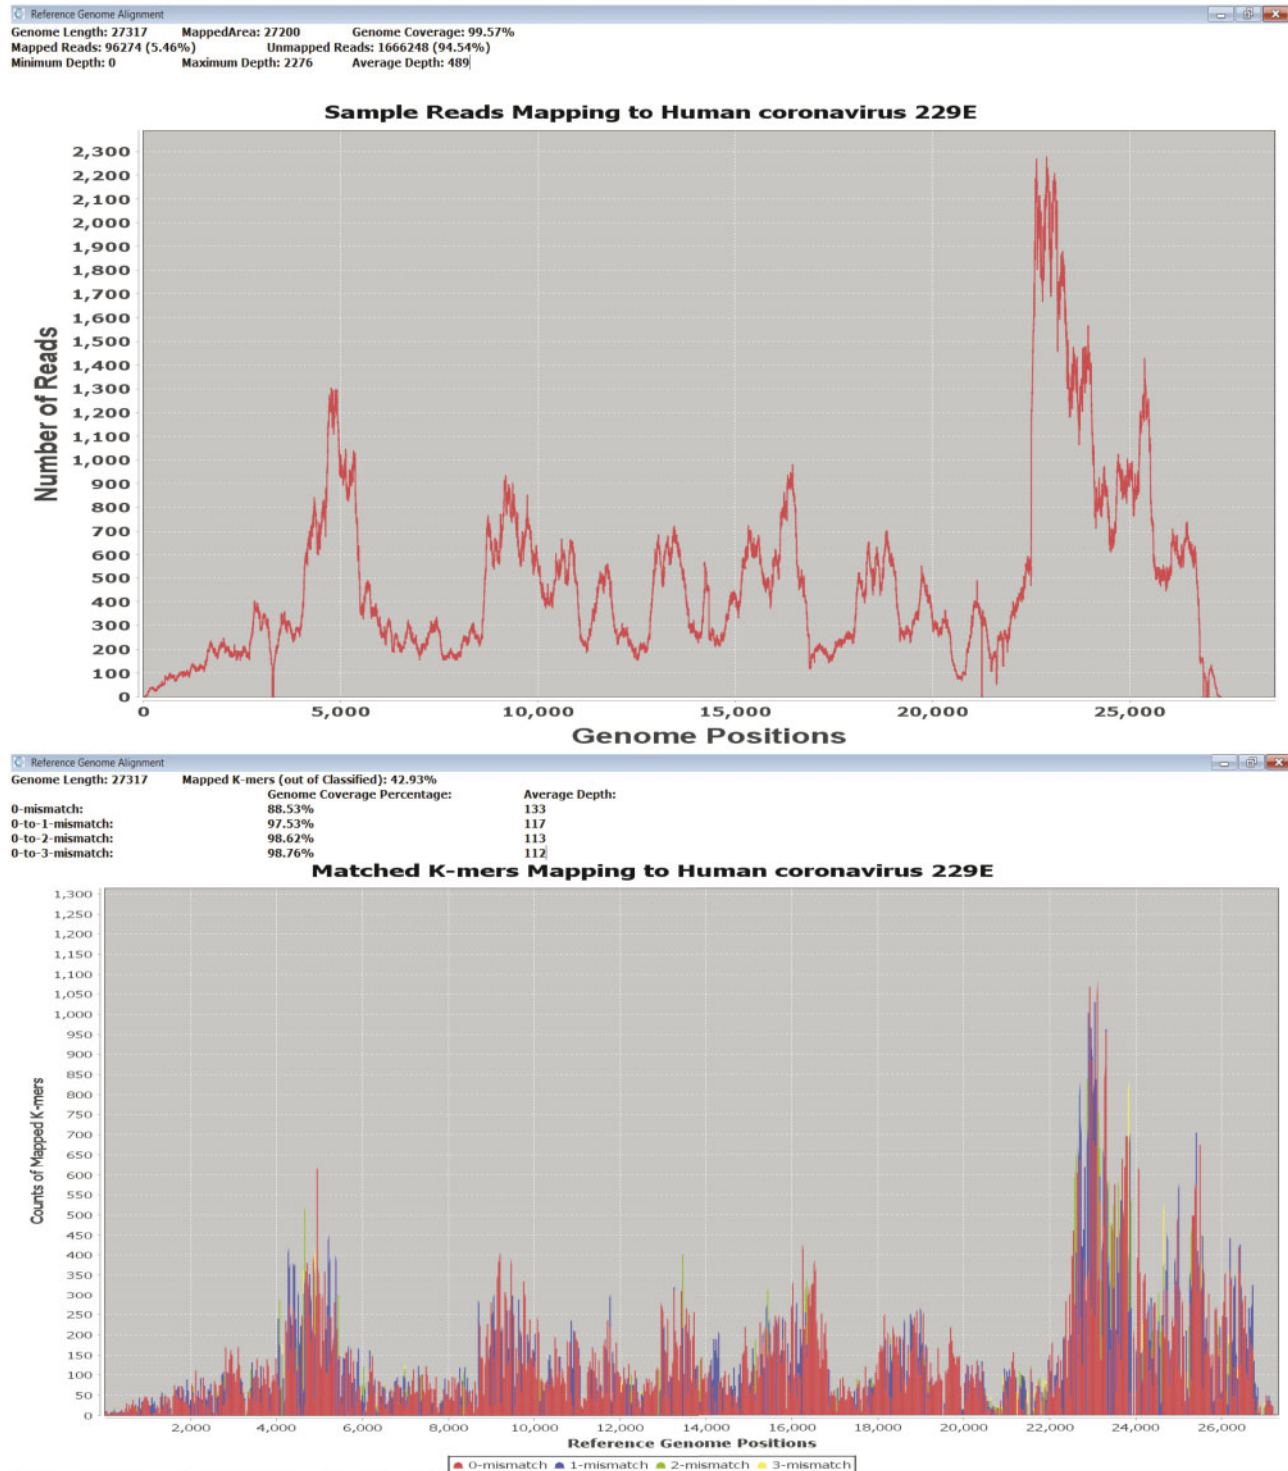 Reference Genome Alignment
Genome Length: 27317 MappedArea: 27200 Genome Coverage: 99.57%
Mapped Reads: 96274 (5.46%) Unmapped Reads: 1666248 (94.54%)
Minimum Depth: 0 Maximum Depth: 2276 Average Depth: 489
Sample Reads Mapping to Human coronavirus 229E
Number of Reads
2,300
2,200
2,100
2,000
1,900
1,800
1,700
1,600
1,500
1,400
1,300
1,200
1,100
1,000
900
800
700
600
500
400
300
200
100
0
0 5,000 10,000 15,000 20,000 25,000
Genome Positions
Reference Genome Alignment
Genome Length: 27317 Mapped K-mers (out of Classified): 42.93%
Genome Coverage Percentage: Average Depth:
0-mismatch: 88.53% 133
0-to-1-mismatch: 97.53% 117
0-to-2-mismatch: 98.62% 113
0-to-3-mismatch: 98.76% 112
Matched K-mers Mapping to Human coronavirus 229E
Counts of Mapped K-mers
1,300
1,250
1,200
1,150
1,100
1,050
1,000
950
900
850
800
750
700
650
600
550
500
450
400
350
300
250
200
150
100
50
0
2,000 4,000 6,000 8,000 10,000 12,000 14,000 16,000 18,000 20,000 22,000 24,000 26,000
Reference Genome Positions
0-mismatch 1-mismatch 2-mismatch 3-mismatch